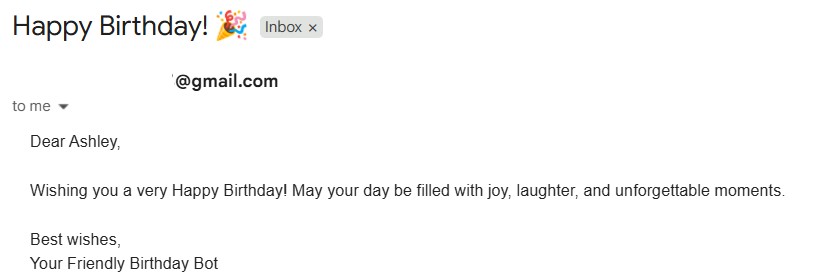 Happy Birthday! 🎉 Inbox ×
@gmail.com
to me
Dear Ashley,
Wishing you a very Happy Birthday! May your day be filled with joy, laughter, and unforgettable moments.
Best wishes,
Your Friendly Birthday Bot